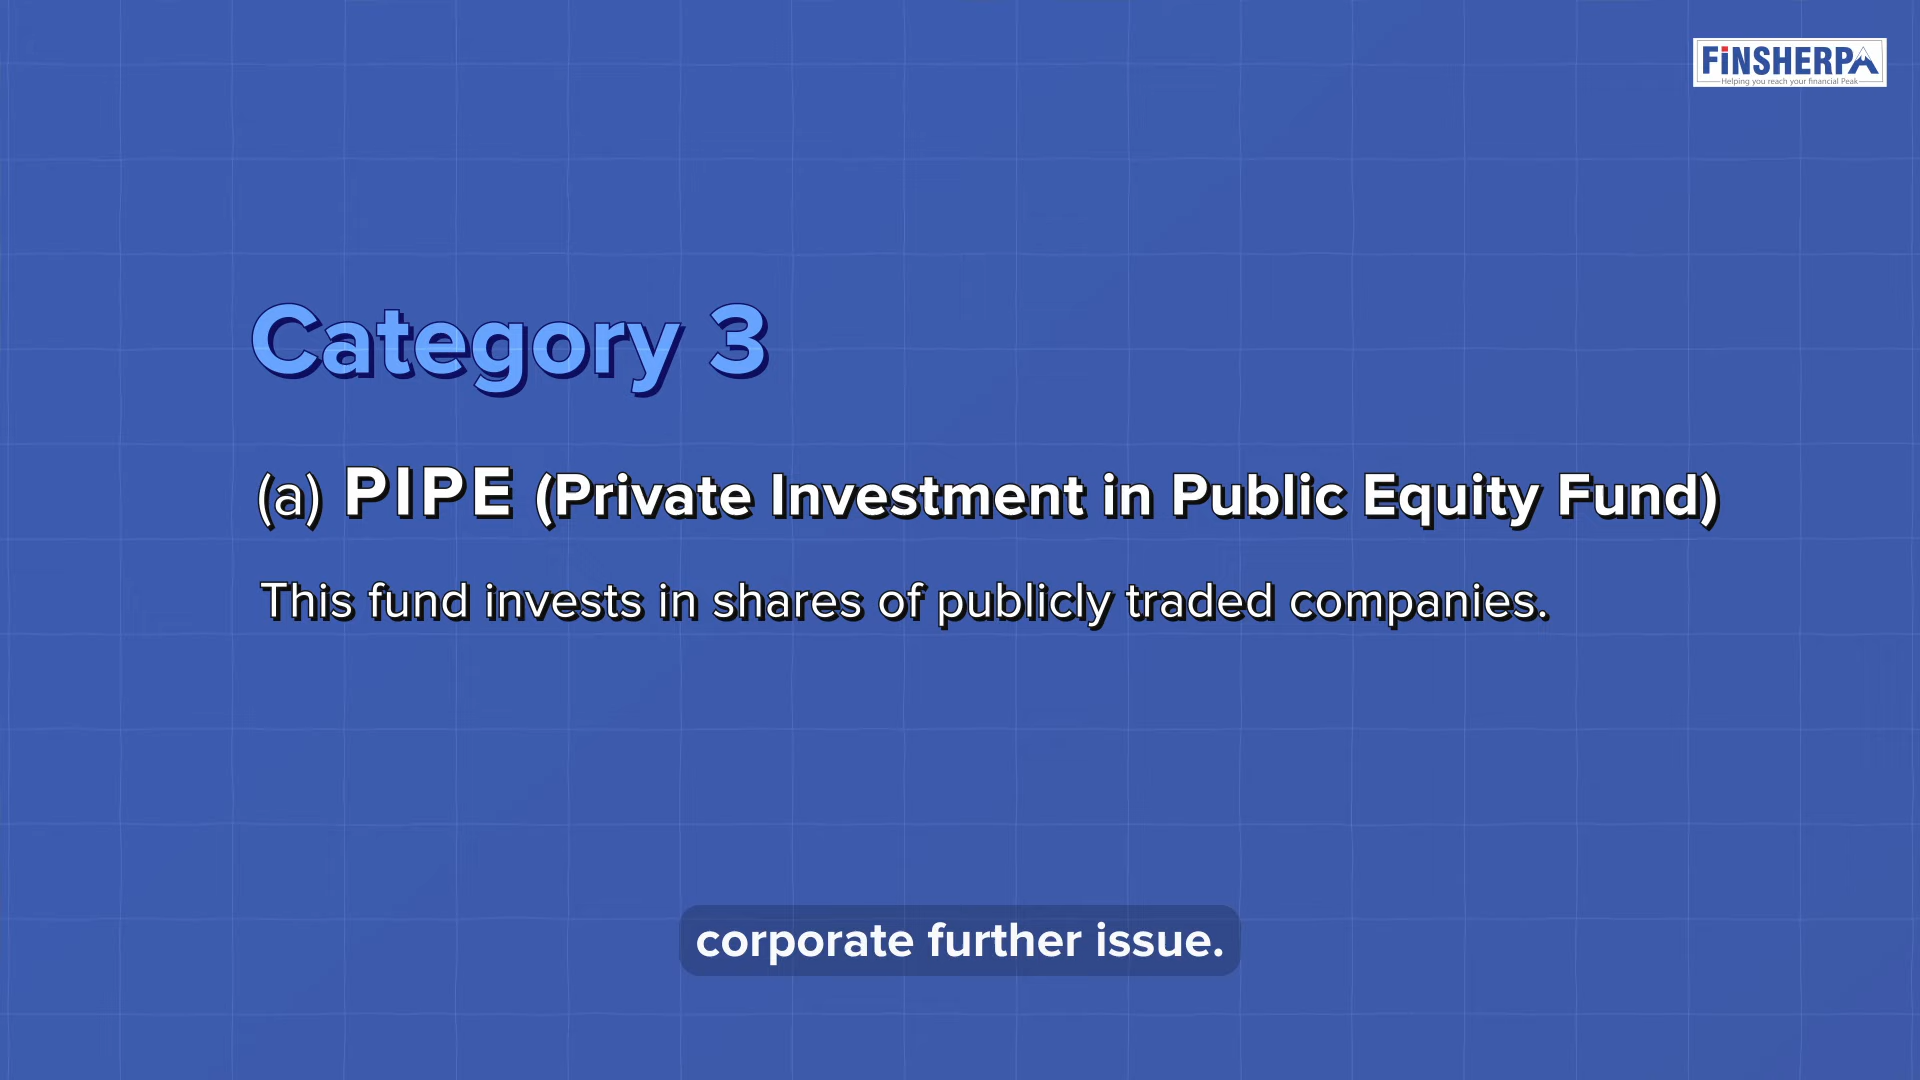 FiNSHERPA
Helping you reach your financial Peak
Category 3
(a) PIPE (Private Investment in Public Equity Fund)
This fund invests in shares of publicly traded companies.
corporate further issue.